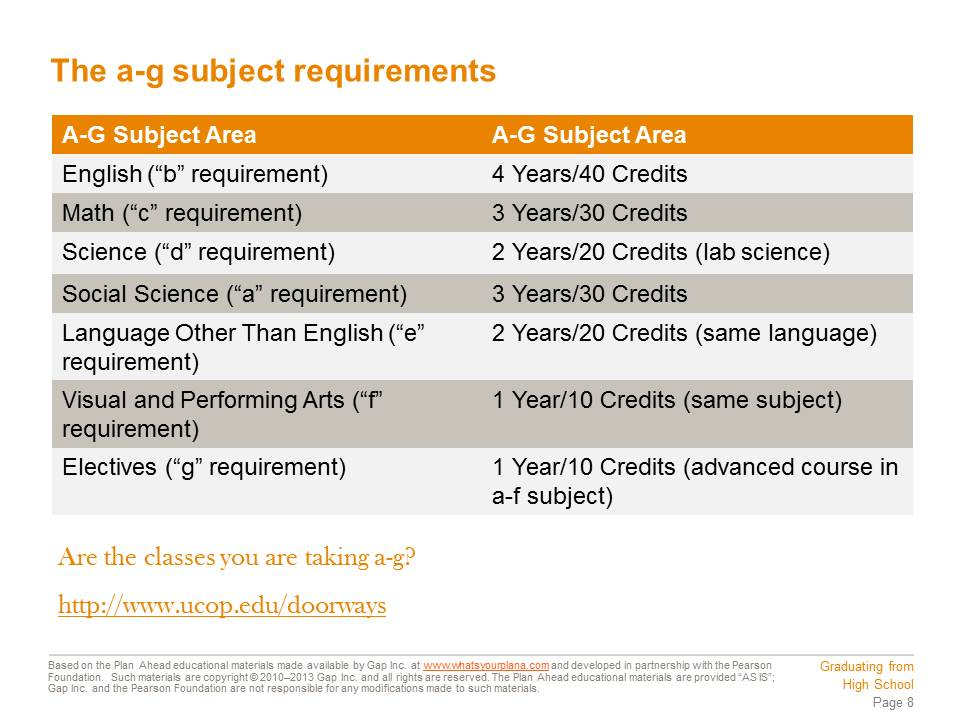 The a-g subject requirements
A-G Subject Area
A-G Subject Area
English (“b” requirement)
4 Years/40 Credits
Math (“c” requirement)
3 Years/30 Credits
Science (“d” requirement)
2 Years/20 Credits (lab science)
Social Science (“a” requirement)
3 Years/30 Credits
Language Other Than English (“e”
requirement)
2 Years/20 Credits (same language)
Visual and Performing Arts (“f”
requirement)
1 Year/10 Credits (same subject)
Electives (“g” requirement)
1 Year/10 Credits (advanced course in
a-f subject)
Are the classes you are taking a-g?
http://www.ucop.edu/doorways
Based on the Plan Ahead educational materials made available by Gap Inc. at www.whatsyourplana.com and developed in partnership with the Pearson
Foundation. Such materials are copyright © 2010–2013 Gap Inc. and all rights are reserved. The Plan Ahead educational materials are provided “AS IS”;
Gap Inc. and the Pearson Foundation are not responsible for any modifications made to such materials.
Graduating from
High School
Page 8